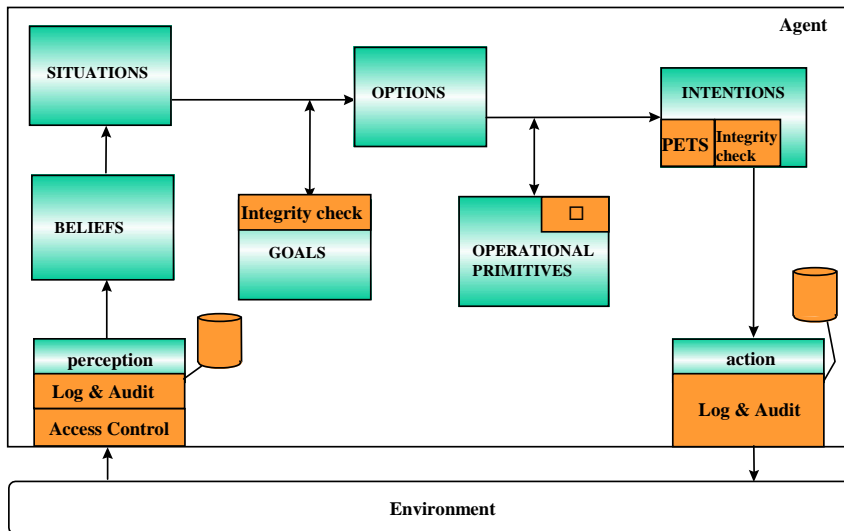 Agent
SITUATIONS
OPTIONS
INTENTIONS
PETS
Integrity
check
BELIEFS
Integrity check
GOALS
OPERATIONAL
PRIMITIVES
perception
Log & Audit
Access Control
action
Log & Audit
Environment